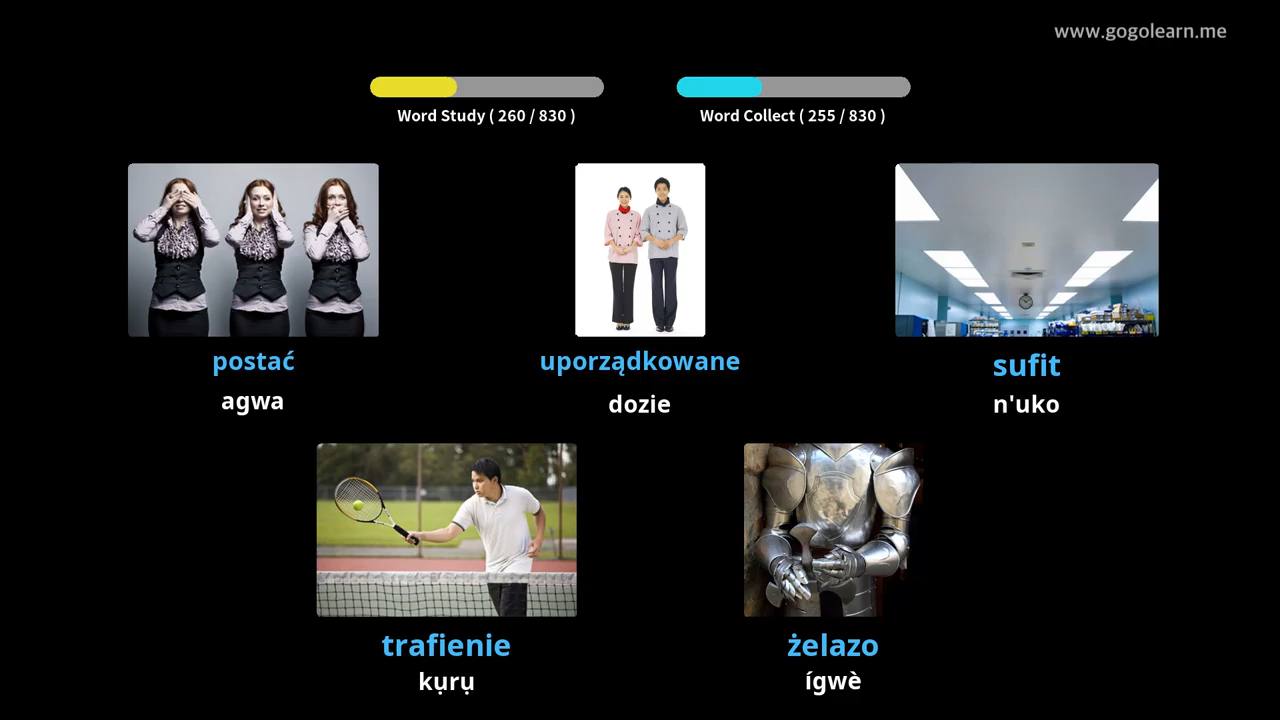 www.gogolearn.me
Word Study ( 260 / 830 )
Word Collect ( 255 / 830 )
postać
agwa
uporządkowane
dozie
sufit
n'uko
trafienie
kụrụ
żelazo
ígwè